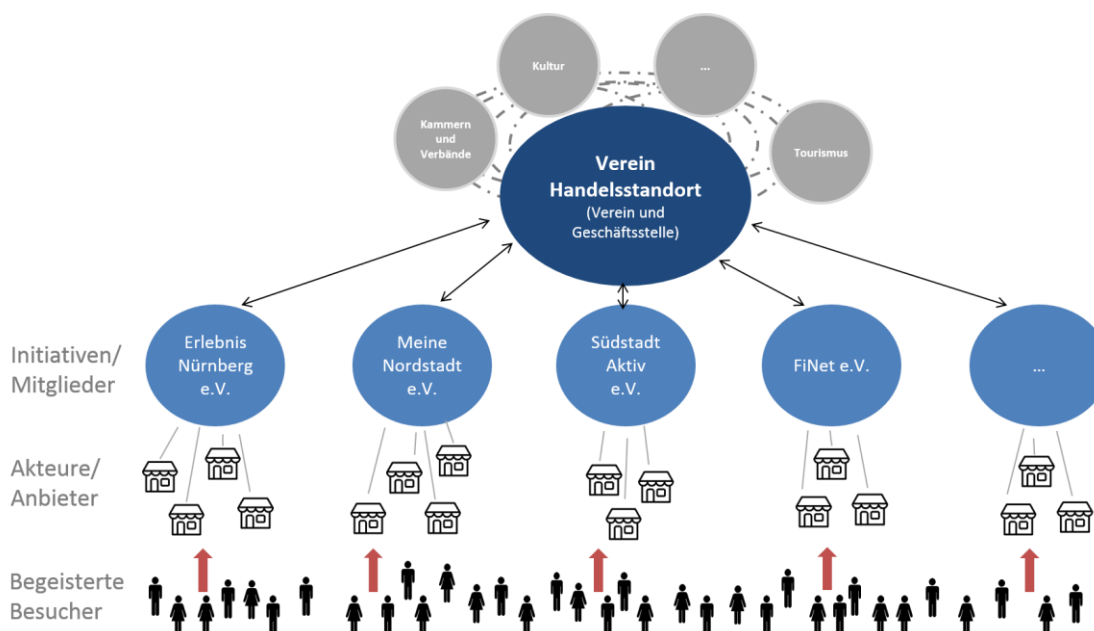 Kultur
...
Kammern
und
Verbände
Tourismus
Verein
Handelsstandort
(Verein und
Geschäftsstelle)
Initiativen/
Mitglieder
Erlebnis
Nürnberg
e.V.
Meine
Nordstadt
e.V.
Südstadt
Aktiv
e.V.
FiNet e.V.
...
Akteure/
Anbieter
Begeisterte
Besucher